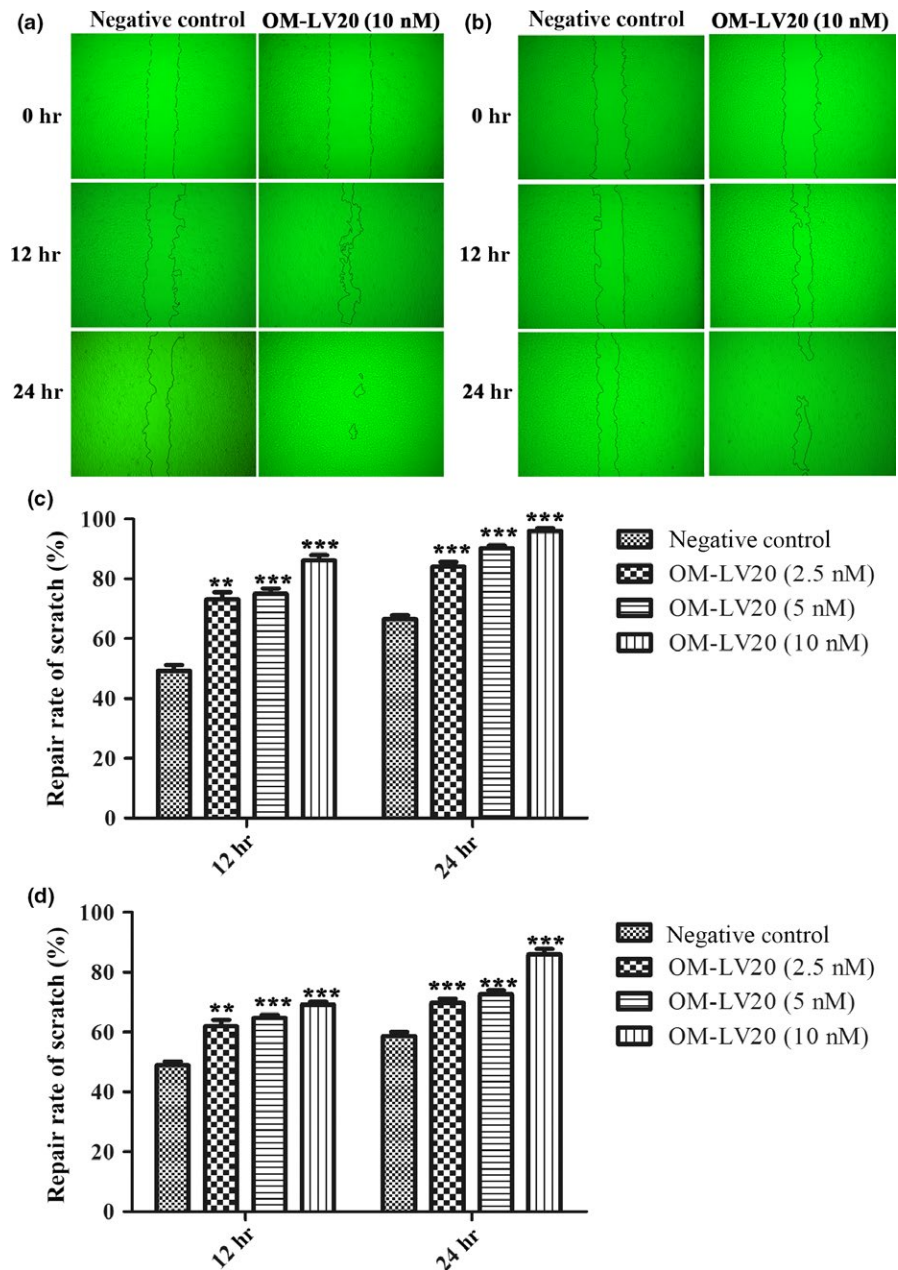 (a) Negative control OM-LV20 (10 nM) (b) Negative control OM-LV20 (10 nM)
0 hr 0 hr
12 hr 12 hr
24 hr 24 hr
(c)
Repair rate of scratch (%)
100
80
60
40
20
0
** *** ***
*** *** ***
12 hr
24 hr
Negative control
OM-LV20 (2.5 nM)
OM-LV20 (5 nM)
OM-LV20 (10 nM)
(d)
Repair rate of scratch (%)
100
80
60
40
20
0
** *** ***
*** *** ***
12 hr
24 hr
Negative control
OM-LV20 (2.5 nM)
OM-LV20 (5 nM)
OM-LV20 (10 nM)